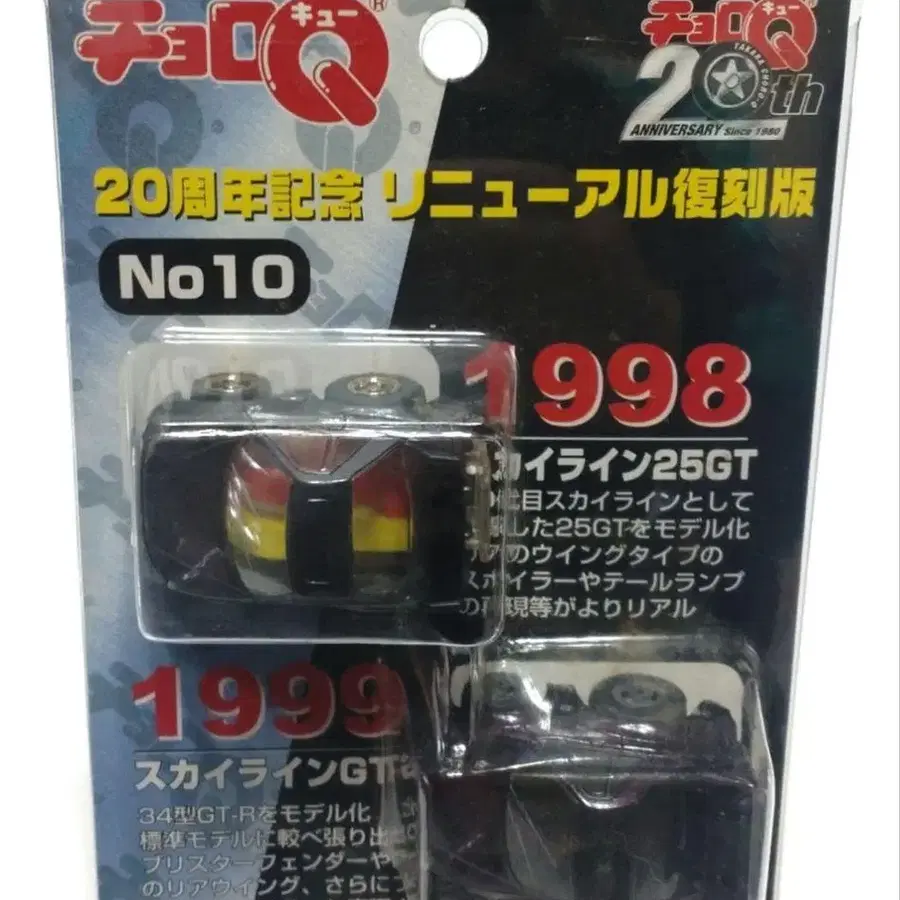 チョロQ®
キュー
チョロQ
キュー
20th
TAKARA CHORO-Q
ANNIVERSARY Since 1980
20周年記念 リニューアル復刻版
No10
1998
カイライン25GT
代目スカイラインとして
した25GTをモデル化
のウイングタイプの
スポイラーやテールランプ
の再現等がよりリアル
1999
スカイラインGT
34型GT-Rをモデル化
標準モデルに較べ張り出
ブリスターフェンダーや
のリアウイング、さらに